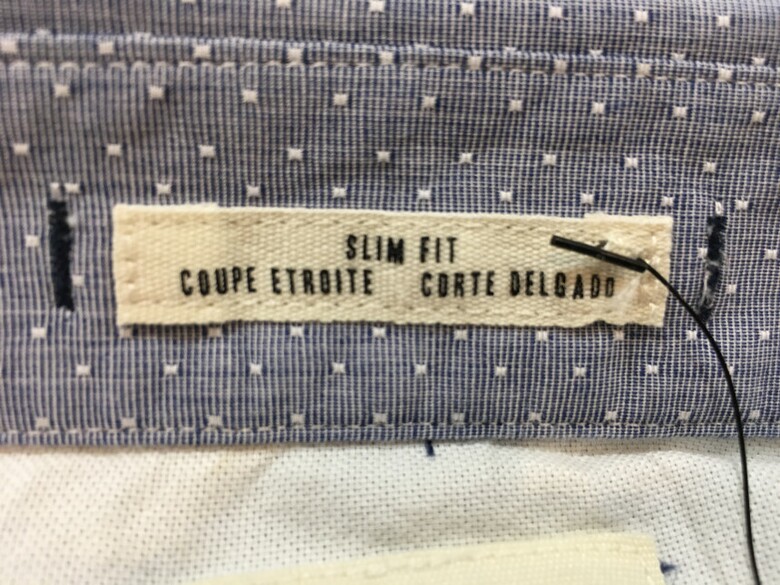 SLIM FIT
COUPE ETROITE CORTE DELGADO